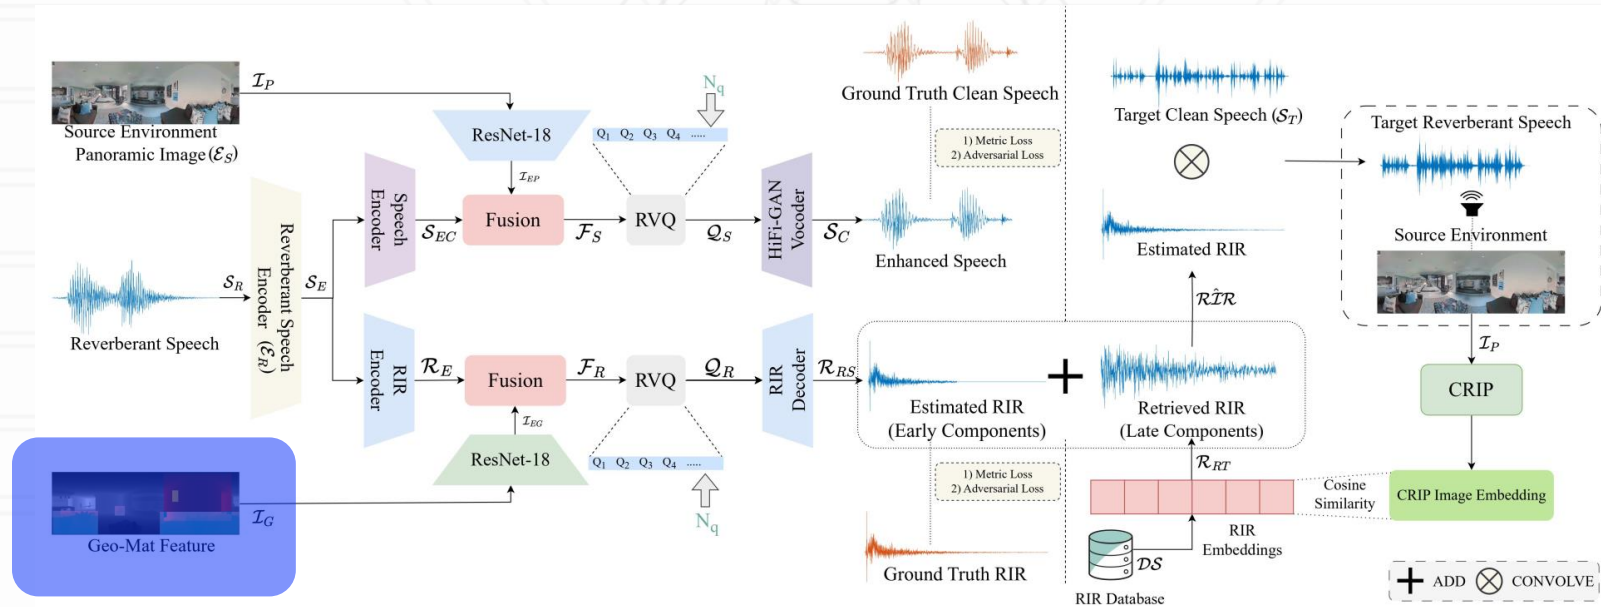 Source Environment
Panoramic Image (ℰ_S)
ℐ_P
ResNet-18
ℐ_EP
N_q
Q₁ Q₂ Q₃ Q₄ .....
Ground Truth Clean Speech
1) Metric Loss
2) Adversarial Loss
Reverberant Speech
𝒮_R
Reverberant Speech
Encoder (ℰ_R)
𝒮_E
Speech
Encoder
𝒮_EC
Fusion
ℱ_S
RVQ
𝒬_S
HiFi-GAN
Vocoder
𝒮_C
Enhanced Speech
RIR
Encoder
ℛ_E
Fusion
ℱ_R
RVQ
𝒬_R
RIR
Decoder
ℛ_RS
Estimated RIR
(Early Components)
Retrieved RIR
(Late Components)
ℐ_EG
ResNet-18
Q₁ Q₂ Q₃ Q₄ .....
N_q
ℐ_G
Geo-Mat Feature
1) Metric Loss
2) Adversarial Loss
Ground Truth RIR
Target Clean Speech (𝒮_T)
Estimated RIR
ℛℐ̂ℛ
Target Reverberant Speech
Source Environment
ℐ_P
CRIP
CRIP Image Embedding
Cosine
Similarity
ℛ_RT
RIR
Embeddings
𝒟𝒮
RIR Database
ADD
CONVOLVE